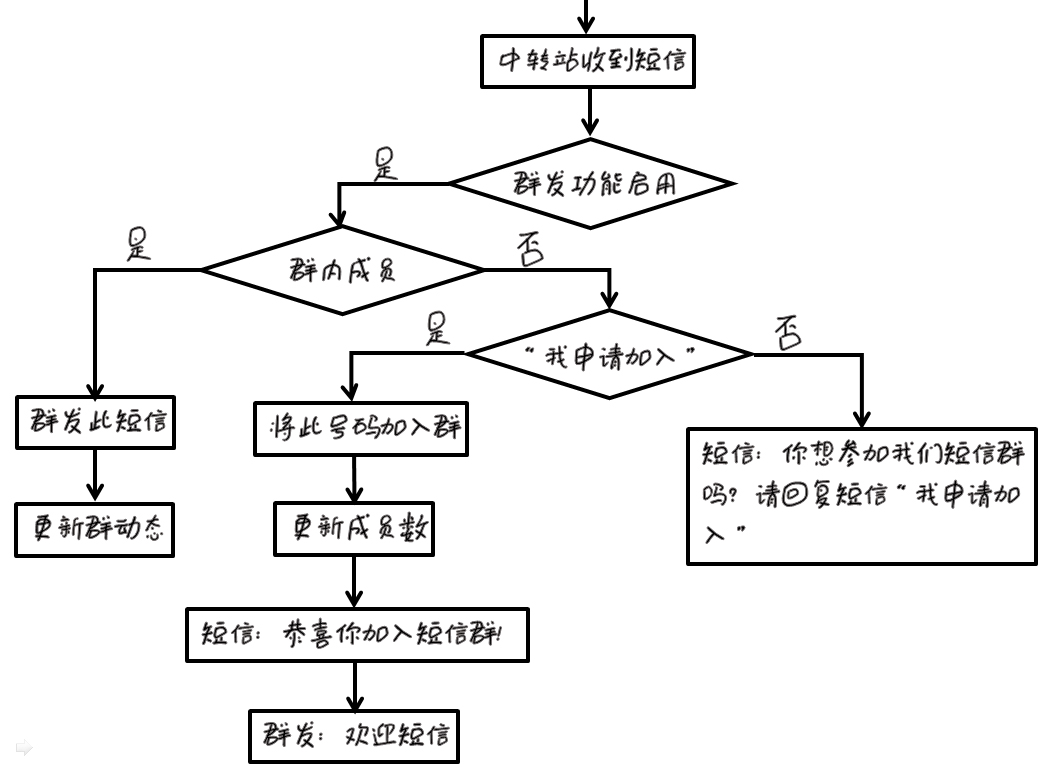 中转站收到短信
群发功能启用
是
群内成员
是
否
“我申请加入”
是
否
群发此短信
更新群动态
将此号码加入群
更新成员数
短信：恭喜你加入短信群！
群发：欢迎短信
短信：你想参加我们短信群
吗？请回复短信“我申请加
入”